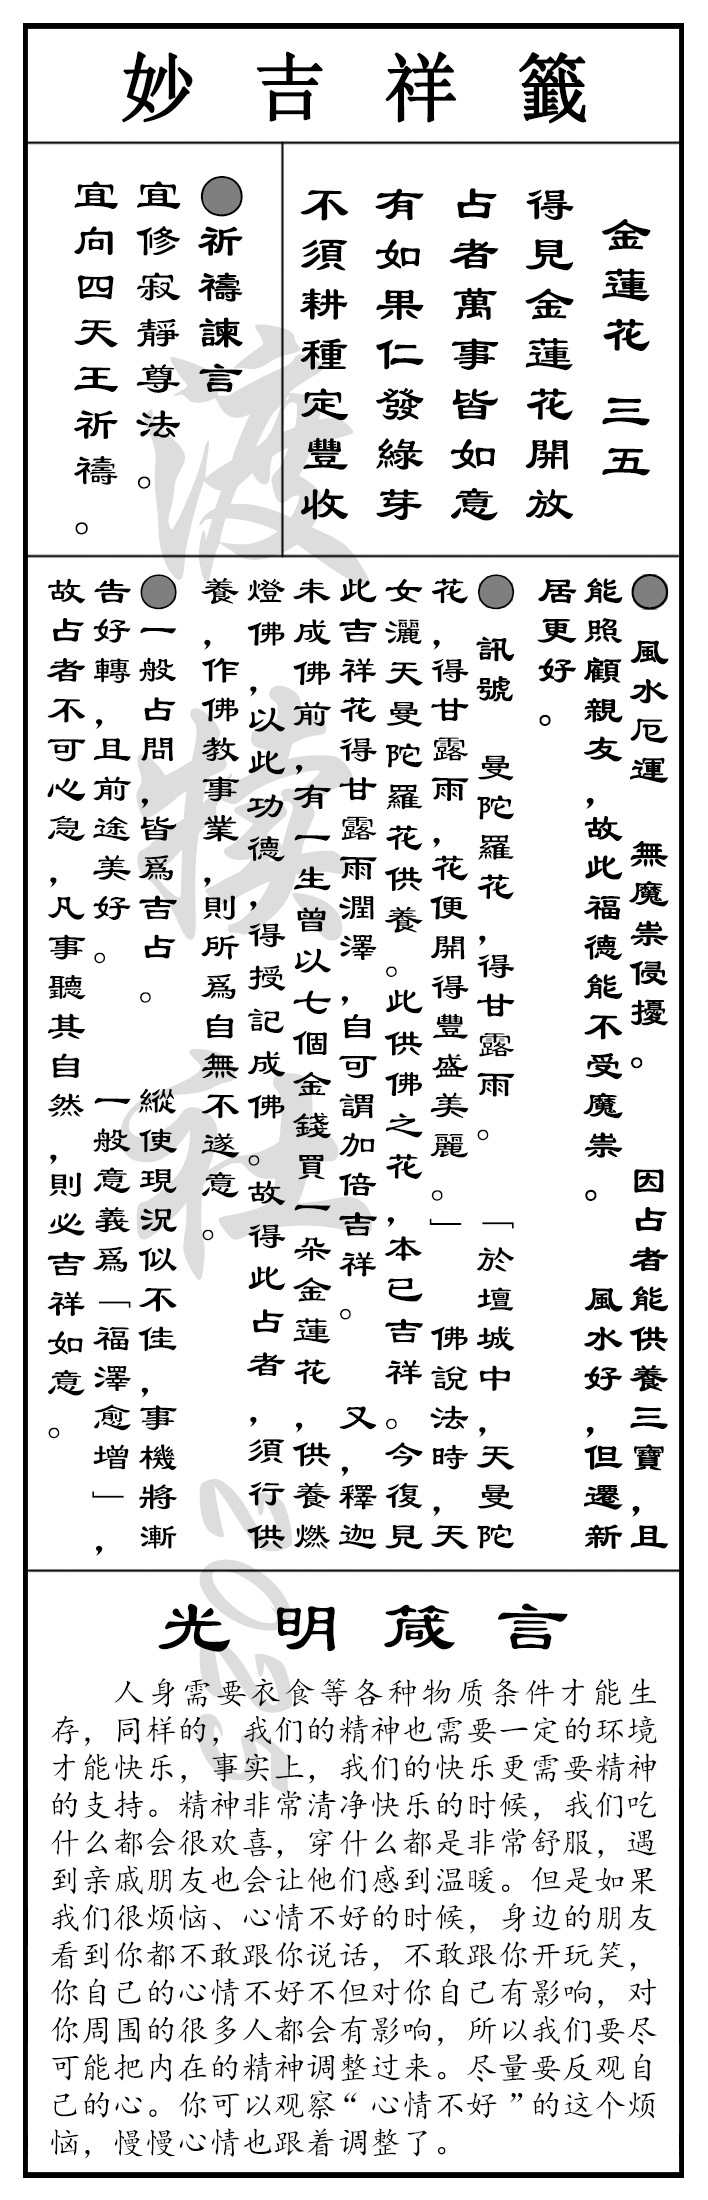 妙吉祥籤
金蓮花 三五
得見金蓮花開放
占者萬事皆如意
有如果仁發綠芽
不須耕種定豐收
●祈禱諫言
宜修寂靜尊法。
宜向四天王祈禱。
● 風水厄運 無魔祟侵擾。 因占者能供養三寶，且
能照顧親友，故此福德能不受魔祟。 風水好，但還新
居更好。
● 訊號 曼陀羅花，得甘露雨。 「於壇城中，天曼陀
花，得甘露雨，花便開得豐盛美麗。」 佛說法時，天
女灑天曼陀羅花供養。此供佛之花，本已吉祥。今復見
此吉祥花得甘露雨潤澤，自可謂加倍吉祥。 又，釋迦
未成佛前，有一生曾以七個金錢買一朵金蓮花，供養燃
燈佛，以此功德，得授記成佛。故得此占者，須行供
養，作佛教事業，則所為自無不遂意。
●一般占問，皆為吉占。 縱使現況似不佳，事機將漸
告好轉，且前途美好。 一般意義為「福澤愈增」，
故占者不可心急，凡事聽其自然，則必吉祥如意。
光明箴言
人身需要衣食等各种物质条件才能生
存，同样的，我们的精神也需要一定的环境
才能快乐，事实上，我们的快乐更需要精神
的支持。精神非常清净快乐的时候，我们吃
什么都会很欢喜，穿什么都是非常舒服，遇
到亲戚朋友也会让他们感到温暖。但是如果
我们很烦恼、心情不好的时候，身边的朋友
看到你都不敢跟你说话，不敢跟你开玩笑，
你自己的心情不好不但对你自己有影响，对
你周围的很多人都会有影响，所以我们要尽
可能把内在的精神调整过来。尽量要反观自
己的心。你可以观察“心情不好”的这个烦
恼，慢慢心情也跟着调整了。
渡犊社 2025